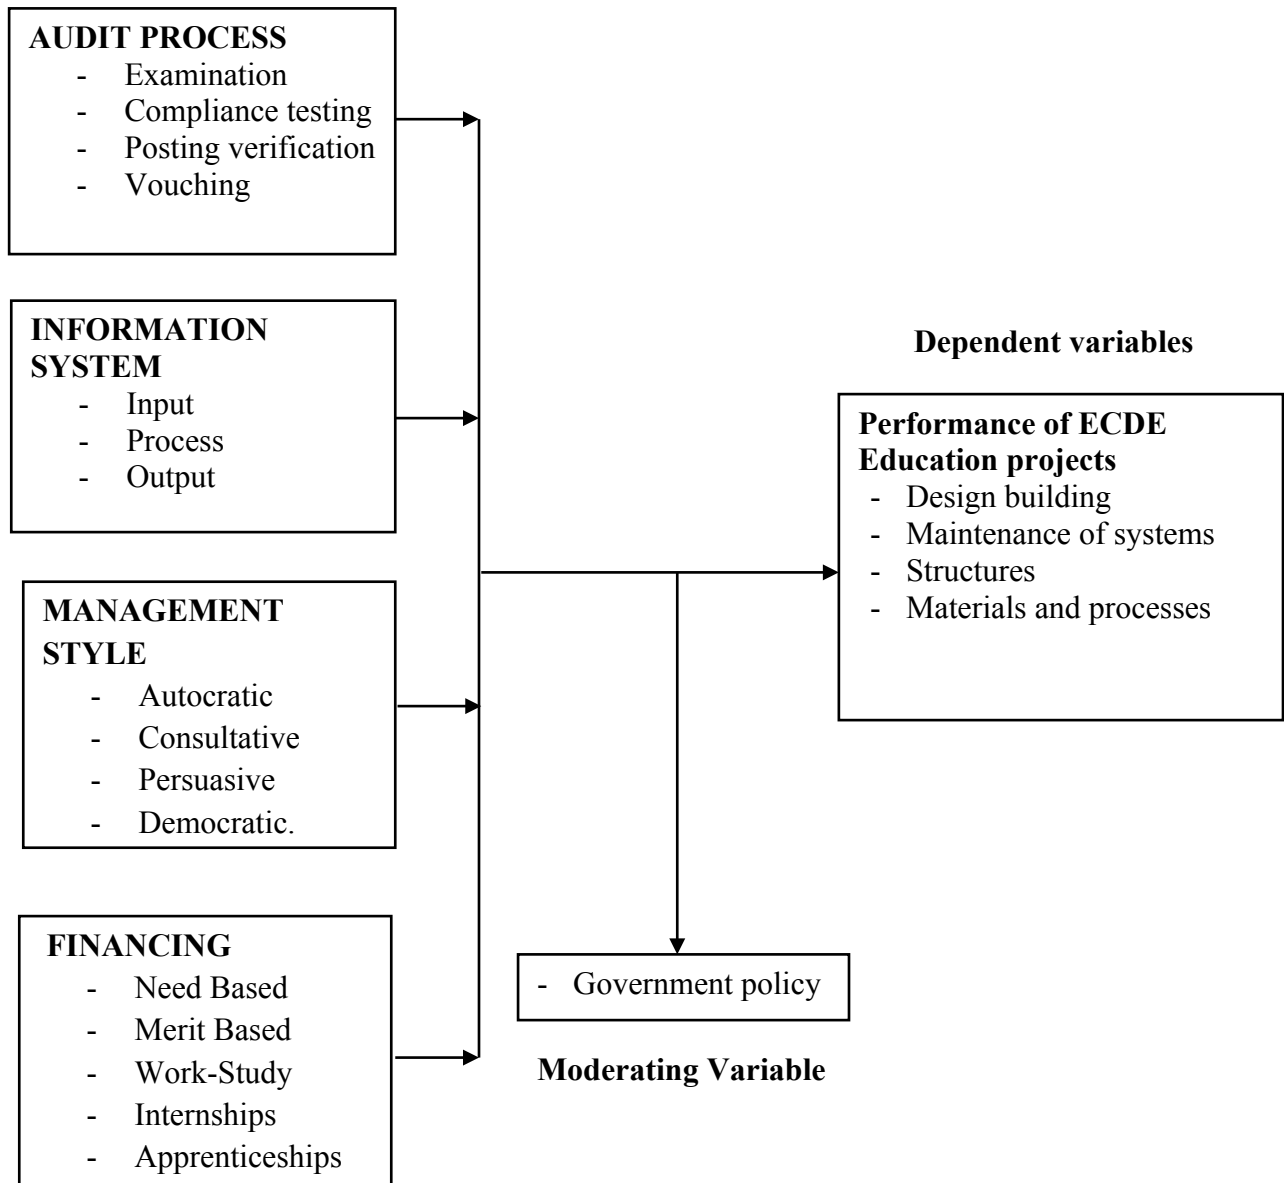 AUDIT PROCESS
- Examination
- Compliance testing
- Posting verification
- Vouching
INFORMATION
SYSTEM
- Input
- Process
- Output
MANAGEMENT
STYLE
- Autocratic
- Consultative
- Persuasive
- Democratic.
FINANCING
- Need Based
- Merit Based
- Work-Study
- Internships
- Apprenticeships
Dependent variables
Performance of ECDE
Education projects
- Design building
- Maintenance of systems
- Structures
- Materials and processes
- Government policy
Moderating Variable